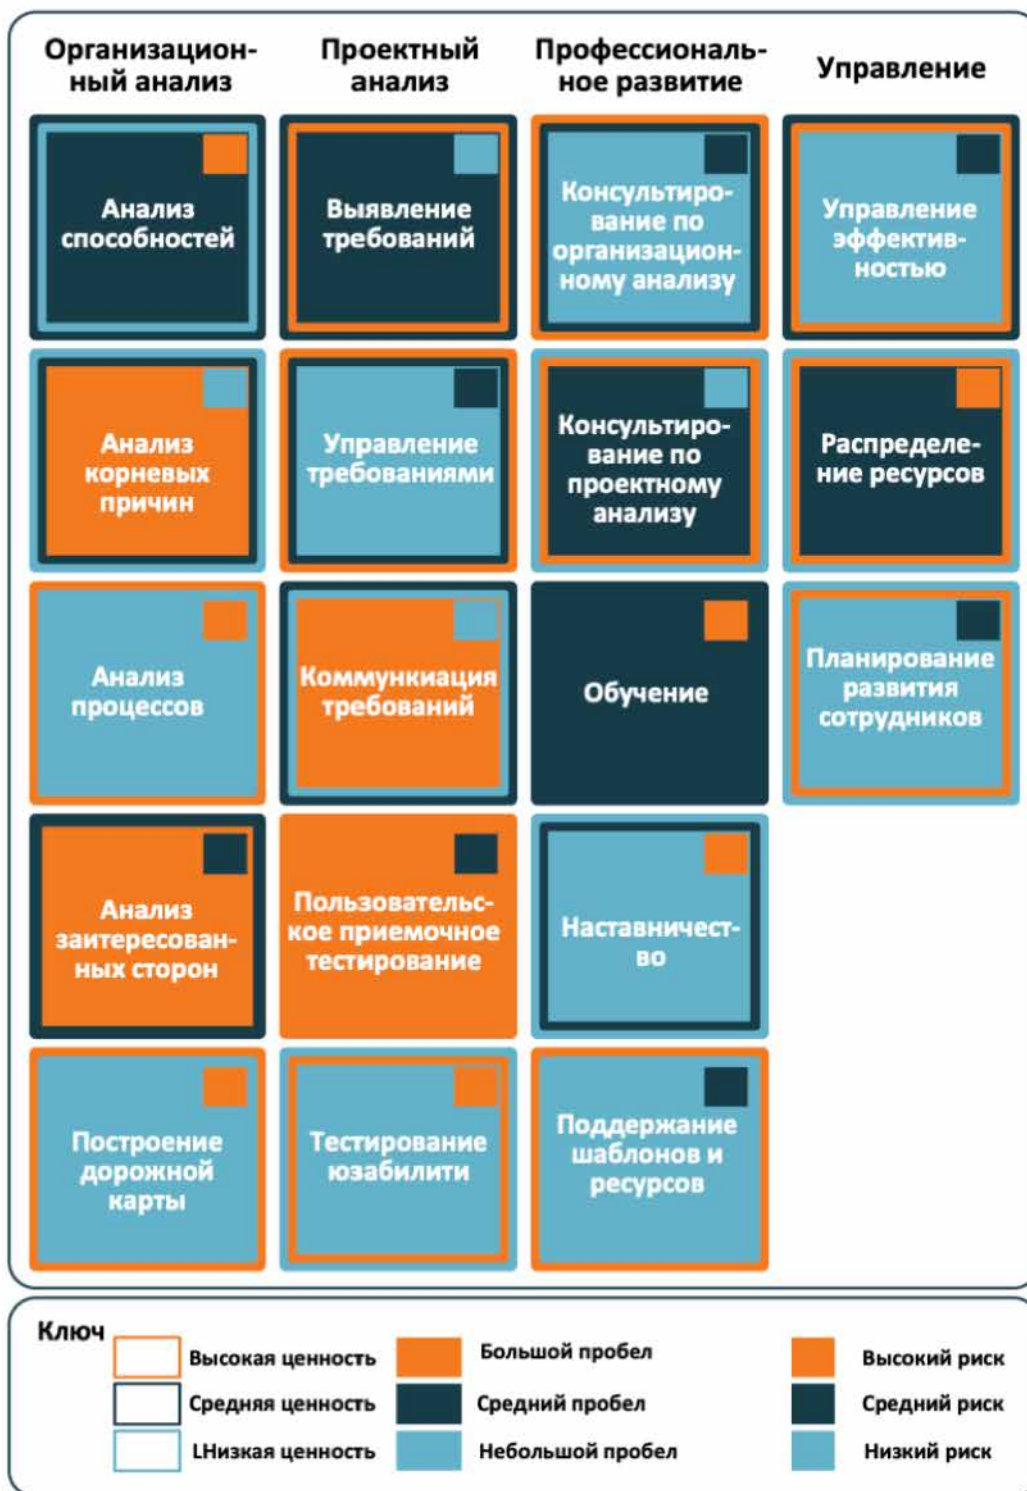 Организацион-
ный анализ
Проектный
анализ
Профессиональ-
ное развитие
Управление
Анализ
способностей
Выявление
требований
Консультиро-
вание по
организацион-
ному анализу
Управление
эффектив-
ностью
Анализ
корневых
причин
Управление
требованиями
Консультиро-
вание по
проектному
анализу
Распределе-
ние ресурсов
Анализ
процессов
Коммункиация
требований
Обучение
Планирование
развития
сотрудников
Анализ
заитересован-
ных сторон
Пользовательс-
кое приемочное
тестирование
Наставничест-
во
Построение
дорожной
карты
Тестирование
юзабилити
Поддержание
шаблонов и
ресурсов
Ключ
Высокая ценность
Большой пробел
Высокий риск
Средняя ценность
Средний пробел
Средний риск
LНизкая ценность
Небольшой пробел
Низкий риск